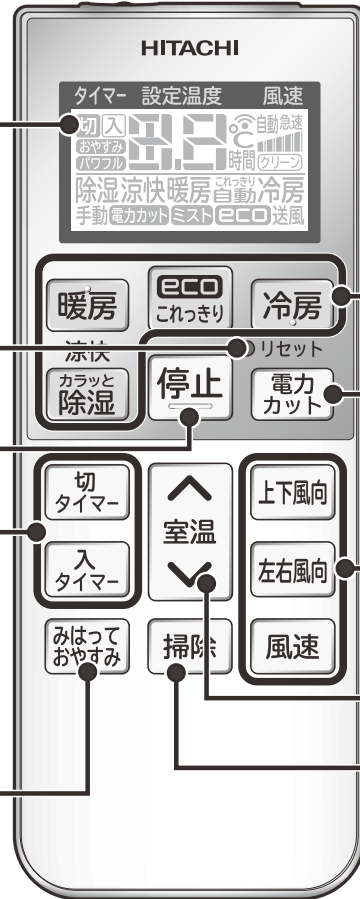 HITACHI
タイマー 設定温度 風速
切 入 8.8 ℃ 自動 急速
おやすみ
パワフル 時間 クリーン
除湿 涼快 暖房 これっきり自動 冷房
手動 電力カット ミスト eco 送風
暖房
eco
これっきり
冷房
涼快
リセット
カラッと
除湿
停止
電力
カット
切
タイマー
室温
上下風向
入
タイマー
左右風向
みはって
おやすみ
掃除
風速